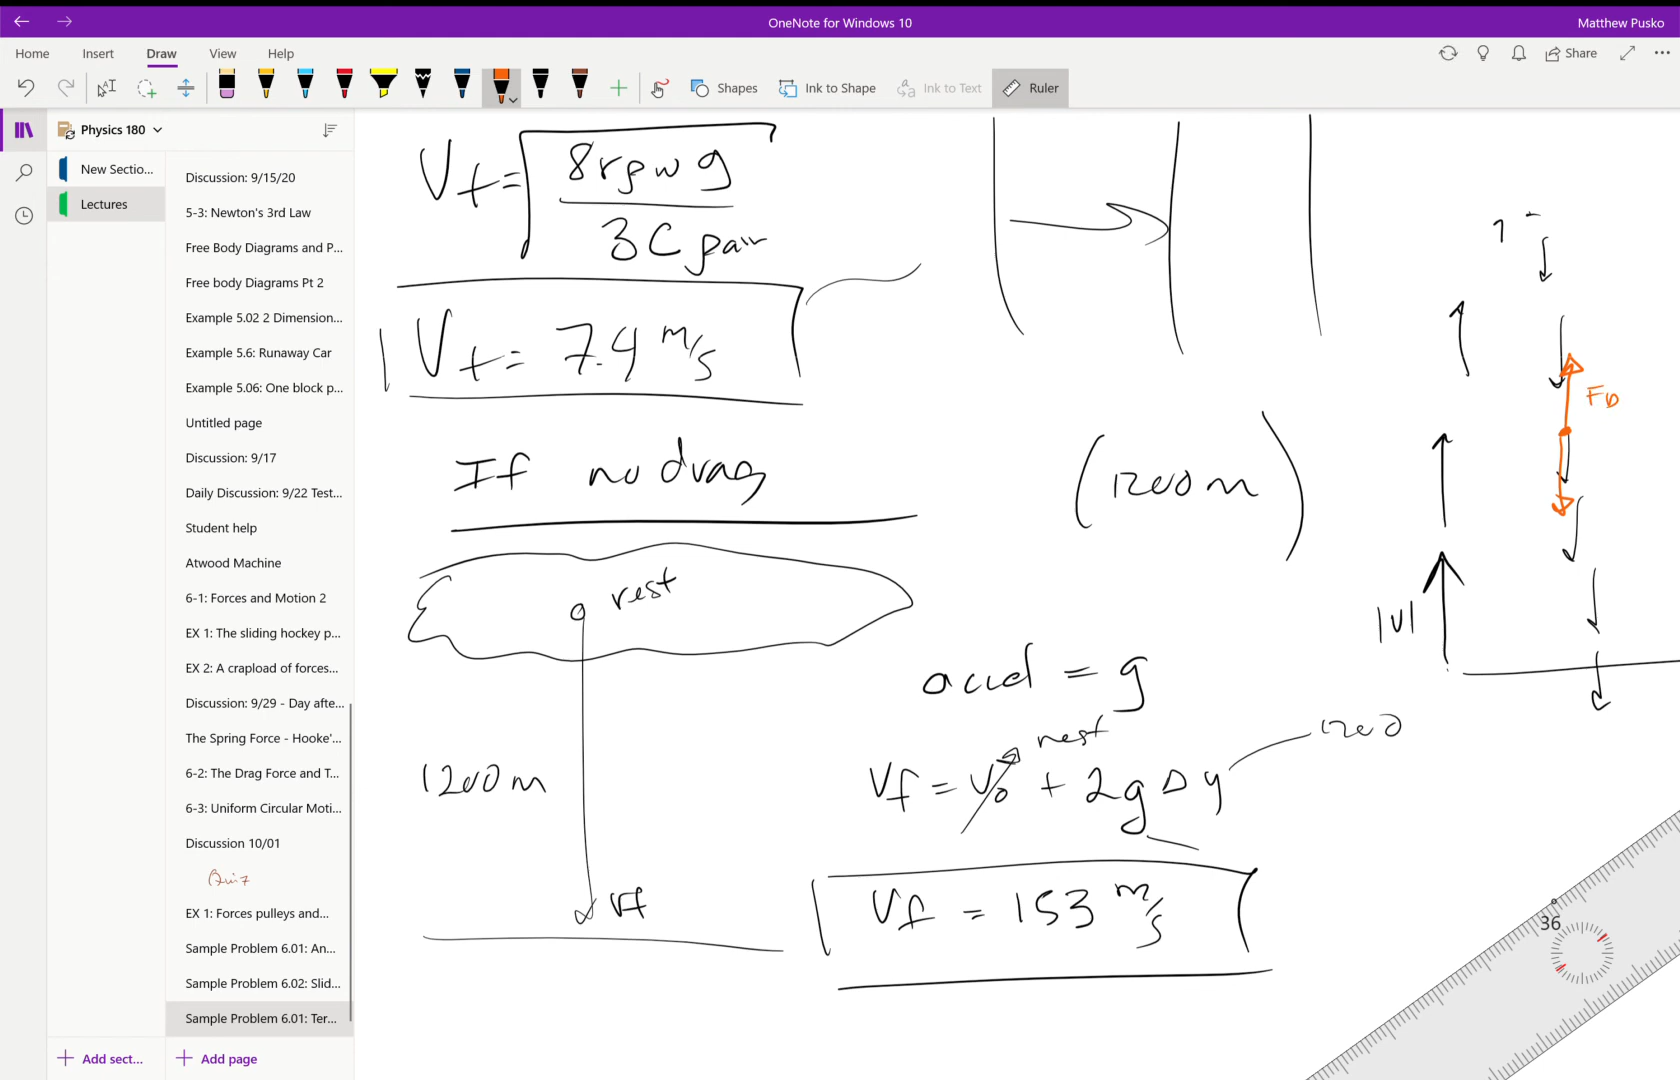 OneNote for Windows 10
Matthew Pusko
Home Insert Draw View Help
Share
Shapes
Ink to Shape
Ink to Text
Ruler
Physics 180
New Sectio...
Lectures
Discussion: 9/15/20
5-3: Newton's 3rd Law
Free Body Diagrams and P...
Free body Diagrams Pt 2
Example 5.02 2 Dimension...
Example 5.6: Runaway Car
Example 5.06: One block p...
Untitled page
Discussion: 9/17
Daily Discussion: 9/22 Test...
Student help
Atwood Machine
6-1: Forces and Motion 2
EX 1: The sliding hockey p...
EX 2: A crapload of forces...
Discussion: 9/29 - Day afte...
The Spring Force - Hooke'...
6-2: The Drag Force and T...
6-3: Uniform Circular Moti...
Discussion 10/01
Quiz
EX 1: Forces pulleys and...
Sample Problem 6.01: An...
Sample Problem 6.02: Slid...
Sample Problem 6.01: Ter...
Add sect...
Add page
Vt = √(8rρw g / 3Cρair)
Vt = 7.4 m/s
If no drag
(1200m)
rest
1200m
Vf
accel = g
rest
Vf = V0 + 2gΔy
1200
Vf = 153 m/s
FD
|V|
36